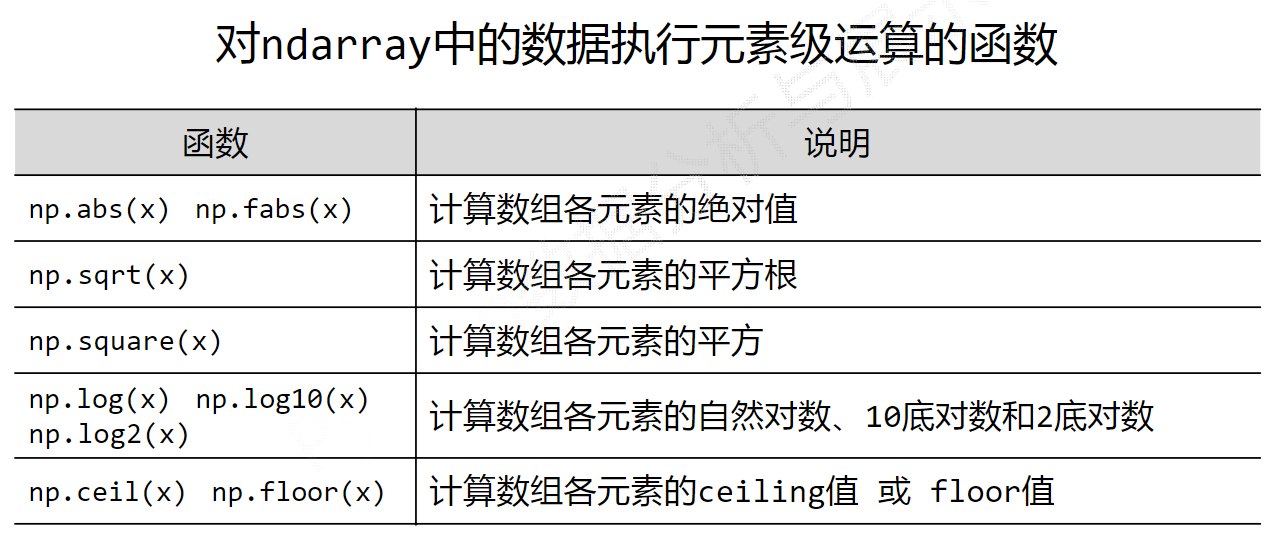 对ndarray中的数据执行元素级运算的函数
函数 说明
np.abs(x) np.fabs(x) 计算数组各元素的绝对值
np.sqrt(x) 计算数组各元素的平方根
np.square(x) 计算数组各元素的平方
np.log(x) np.log10(x)
np.log2(x)
计算数组各元素的自然对数、10底对数和2底对数
np.ceil(x) np.floor(x) 计算数组各元素的ceiling值 或 floor值